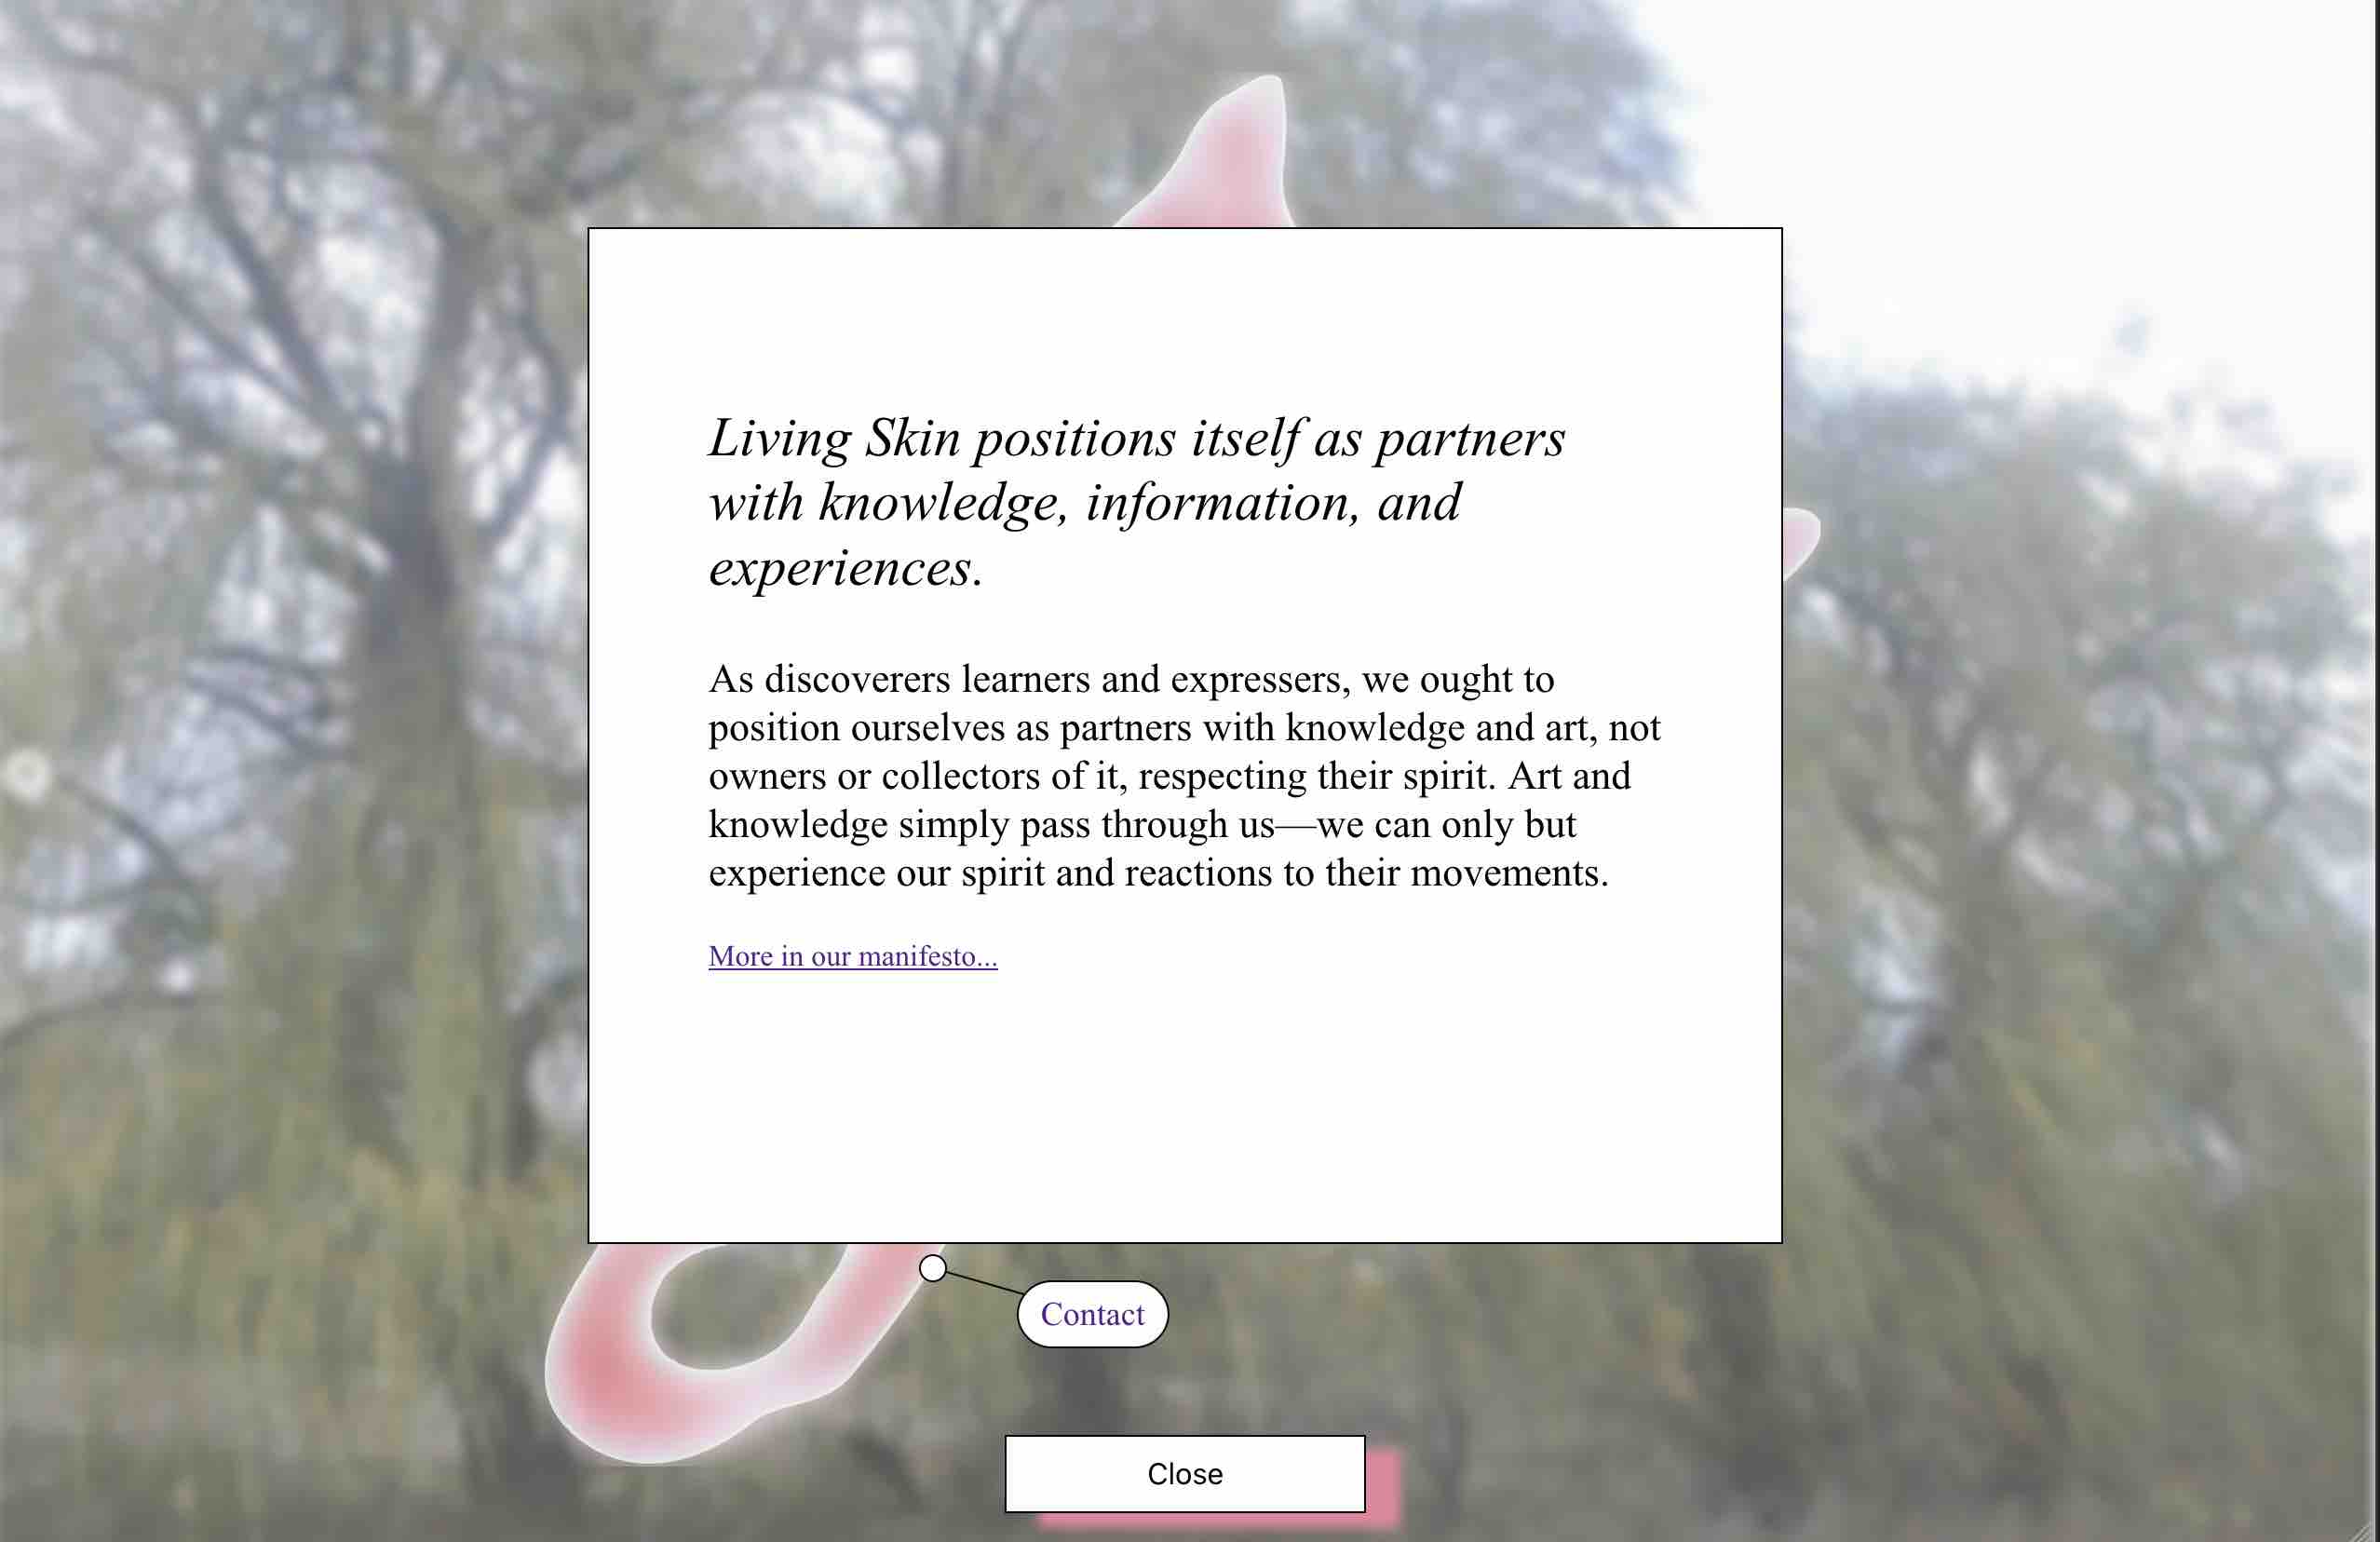 Living Skin positions itself as partners
with knowledge, information, and
experiences.
As discoverers learners and expressers, we ought to
position ourselves as partners with knowledge and art, not
owners or collectors of it, respecting their spirit. Art and
knowledge simply pass through us—we can only but
experience our spirit and reactions to their movements.
More in our manifesto...
Contact
Close